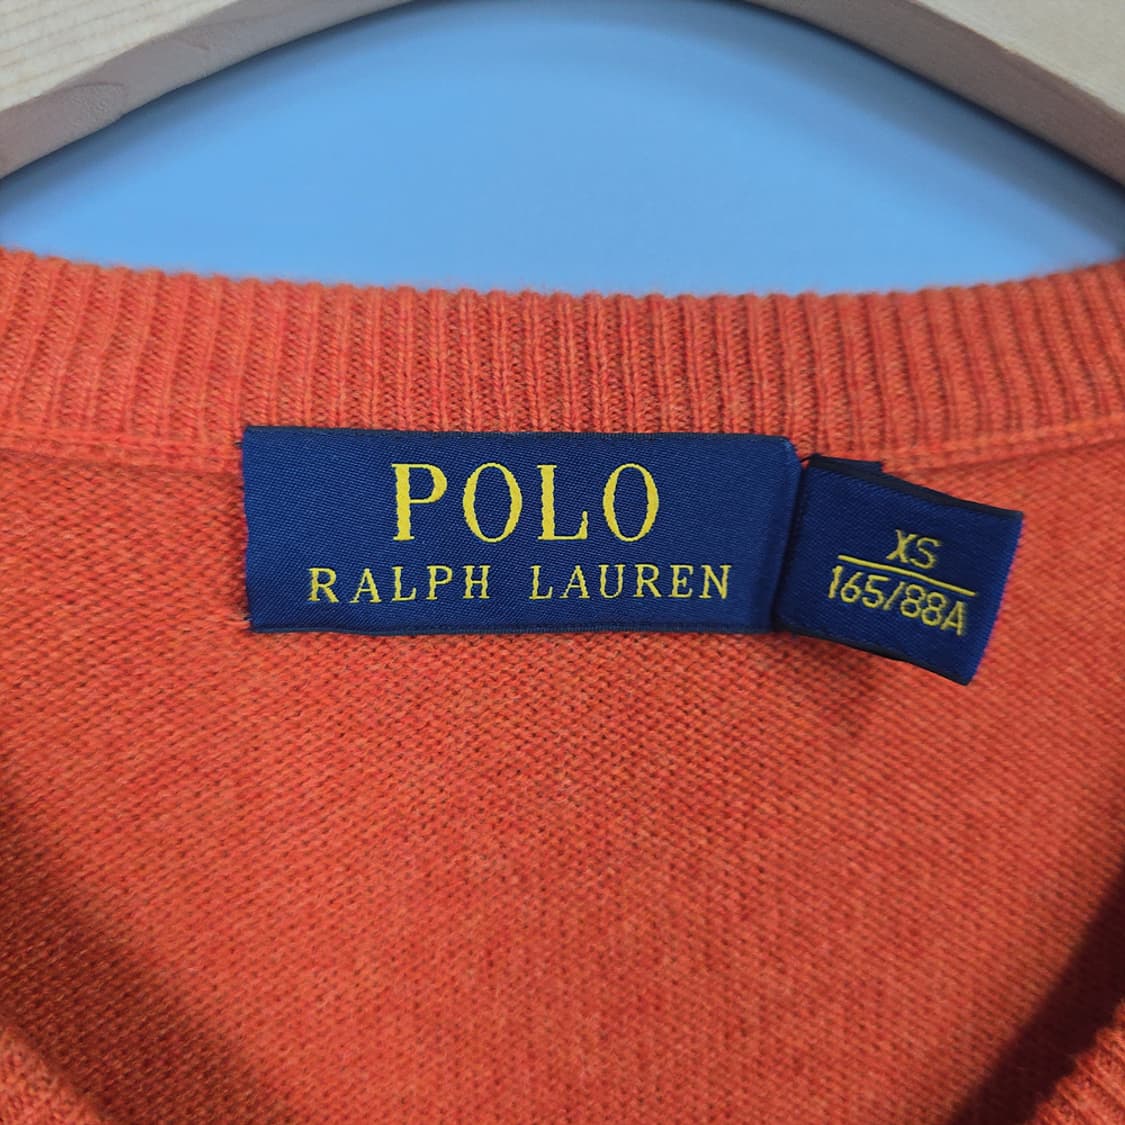 POLO
RALPH LAUREN
XS
165/88A